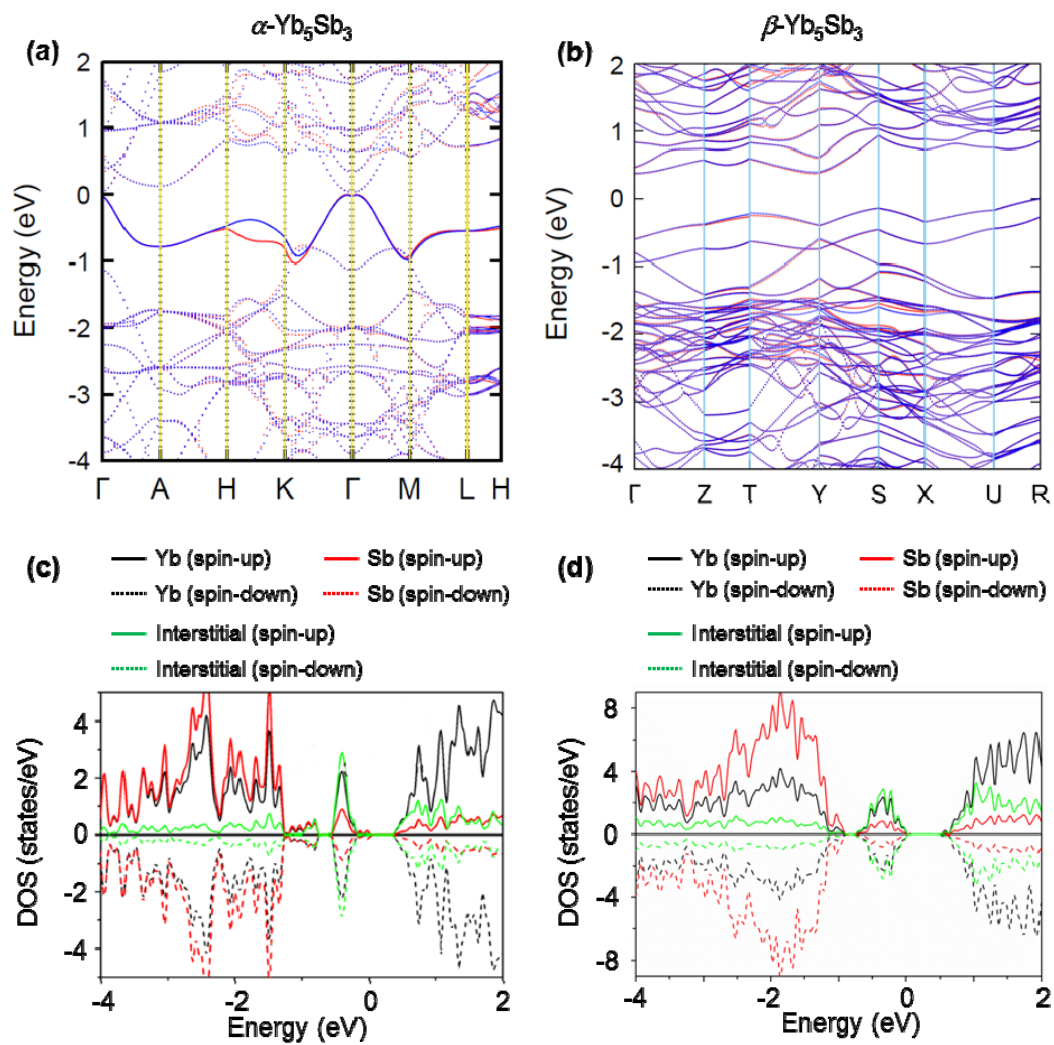 α-Yb5Sb3
β-Yb5Sb3
(a)
2
1
0
-1
-2
-3
-4
Energy (eV)
Γ A H K Γ M L H
(b)
2
1
0
-1
-2
-3
-4
Energy (eV)
Γ Z T Y S X U R
(c)
Yb (spin-up) Sb (spin-up)
Yb (spin-down) Sb (spin-down)
Interstitial (spin-up)
Interstitial (spin-down)
4
2
0
-2
-4
DOS (states/eV)
-4 -2 0 2
Energy (eV)
(d)
Yb (spin-up) Sb (spin-up)
Yb (spin-down) Sb (spin-down)
Interstitial (spin-up)
Interstitial (spin-down)
8
4
0
-4
-8
DOS (states/eV)
-4 -2 0 2
Energy (eV)